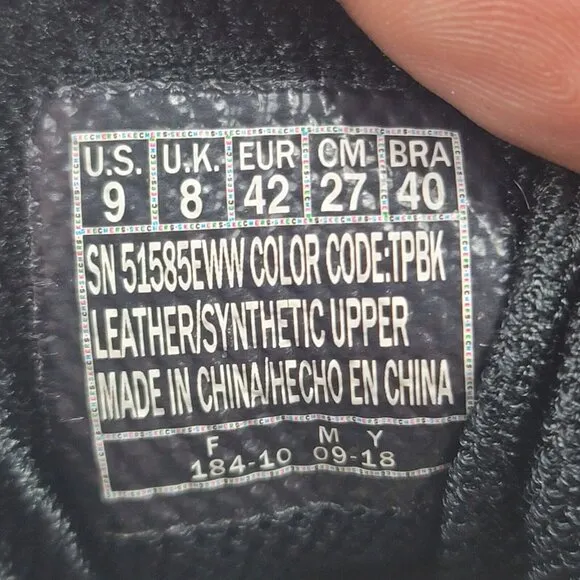 U.S. U.K. EUR CM BRA
9 8 42 27 40
SN 51585EWW COLOR CODE:TPBK
LEATHER/SYNTHETIC UPPER
MADE IN CHINA/HECHO EN CHINA
F M Y
184-10 09-18